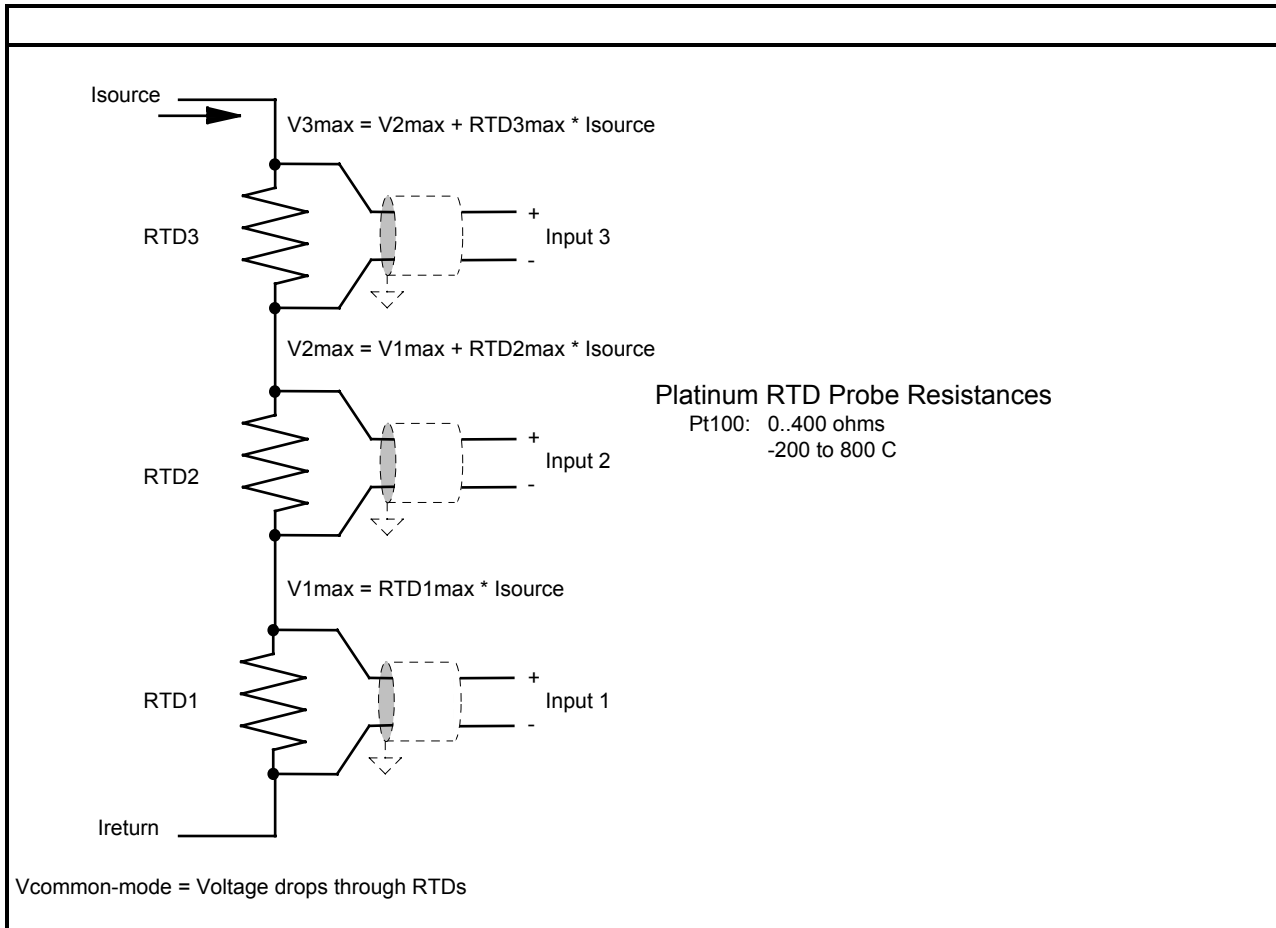 Isource
V3max = V2max + RTD3max * Isource
+
RTD3
Input 3
-
V2max = V1max + RTD2max * Isource
Platinum RTD Probe Resistances
Pt100: 0..400 ohms
-200 to 800 C
+
RTD2
Input 2
-
V1max = RTD1max * Isource
+
RTD1
Input 1
-
Ireturn
Vcommon-mode = Voltage drops through RTDs